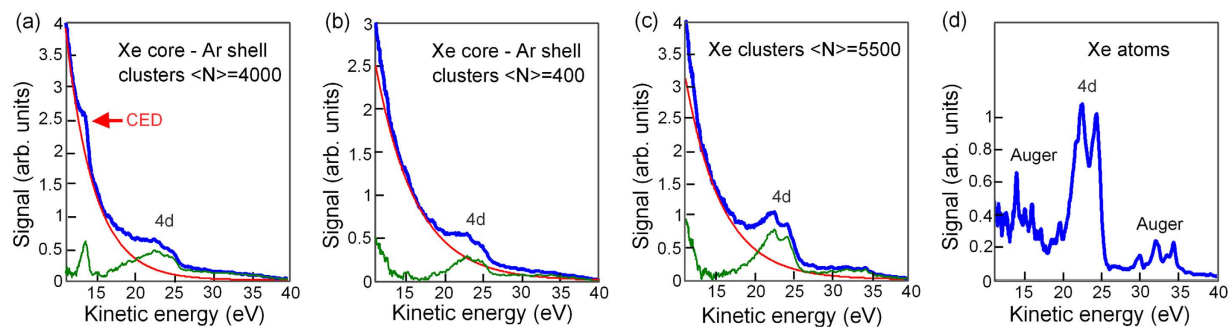 (a)
Xe core - Ar shell
clusters <N>=4000
CED
4d
Signal (arb. units)
4
3.5
3
2.5
2
1.5
1
0.5
0
15 20 25 30 35 40
Kinetic energy (eV)
(b)
Xe core - Ar shell
clusters <N>=400
4d
Signal (arb. units)
3
2.5
2
1.5
1
0.5
0
15 20 25 30 35 40
Kinetic energy (eV)
(c)
Xe clusters <N>=5500
4d
Signal (arb. units)
4
3.5
3
2.5
2
1.5
1
0.5
0
15 20 25 30 35 40
Kinetic energy (eV)
(d)
Xe atoms
4d
Auger
Auger
Signal (arb. units)
1
0.8
0.6
0.4
0.2
0
15 20 25 30 35 40
Kinetic energy (eV)